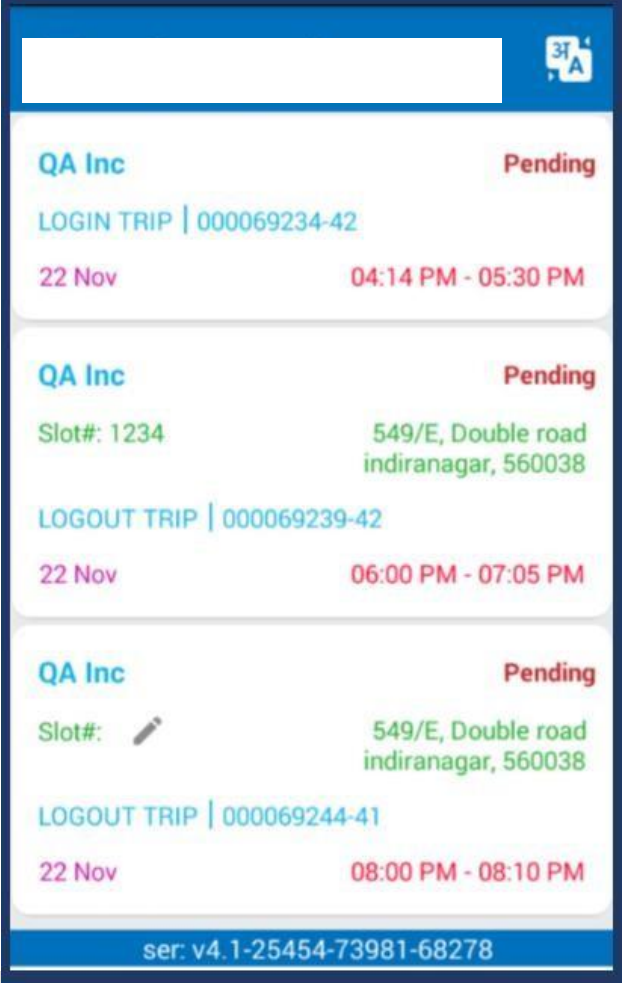 अ
A
QA Inc Pending
LOGIN TRIP | 000069234-42
22 Nov 04:14 PM - 05:30 PM
QA Inc Pending
Slot#: 1234 549/E, Double road
indiranagar, 560038
LOGOUT TRIP | 000069239-42
22 Nov 06:00 PM - 07:05 PM
QA Inc Pending
Slot#: 549/E, Double road
indiranagar, 560038
LOGOUT TRIP | 000069244-41
22 Nov 08:00 PM - 08:10 PM
ser: v4.1-25454-73981-68278